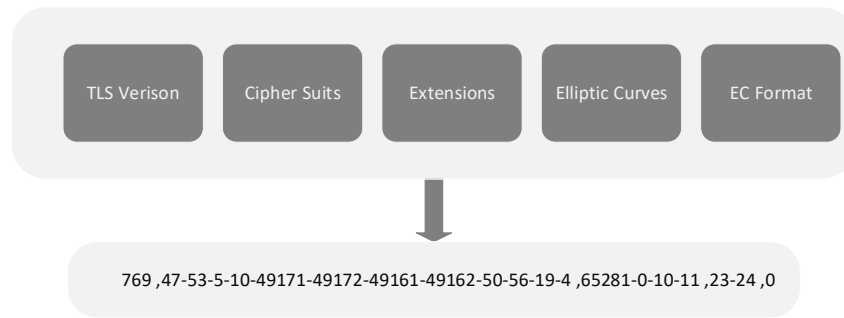 TLS Verison
Cipher Suits
Extensions
Elliptic Curves
EC Format
769 ,47-53-5-10-49171-49172-49161-49162-50-56-19-4 ,65281-0-10-11 ,23-24 ,0